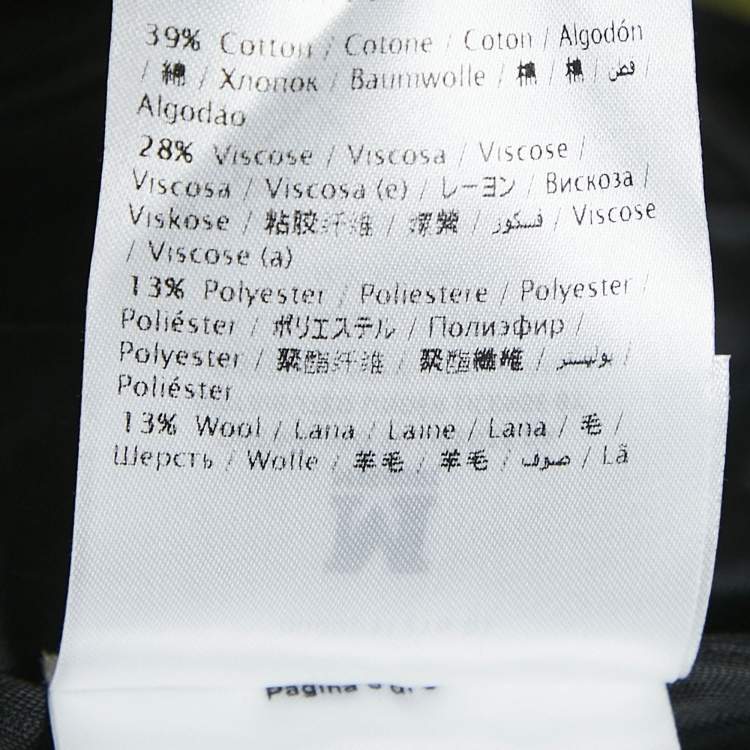 39% Cotton / Cotone / Coton / Algodón
/ 綿 / Хлопок / Baumwolle / 棉 / 棉 / قطن /
Algodão
28% Viscose / Viscosa / Viscose /
Viscosa / Viscosa (e) / レーヨン / Вискоза /
Viskose / 粘胶纤维 / 嫘縈 / فسكوز / Viscose
/ Viscose (a)
13% Polyester / Poliestere / Polyester /
Poliéster / ポリエステル / Полиэфир /
Polyester / 聚酯纤维 / 聚酯纖維 / بوليستر /
Poliéster
13% Wool / Lana / Laine / Lana / 毛 /
Шерсть / Wolle / 羊毛 / 羊毛 / صوف / Lã
M
Pagina di